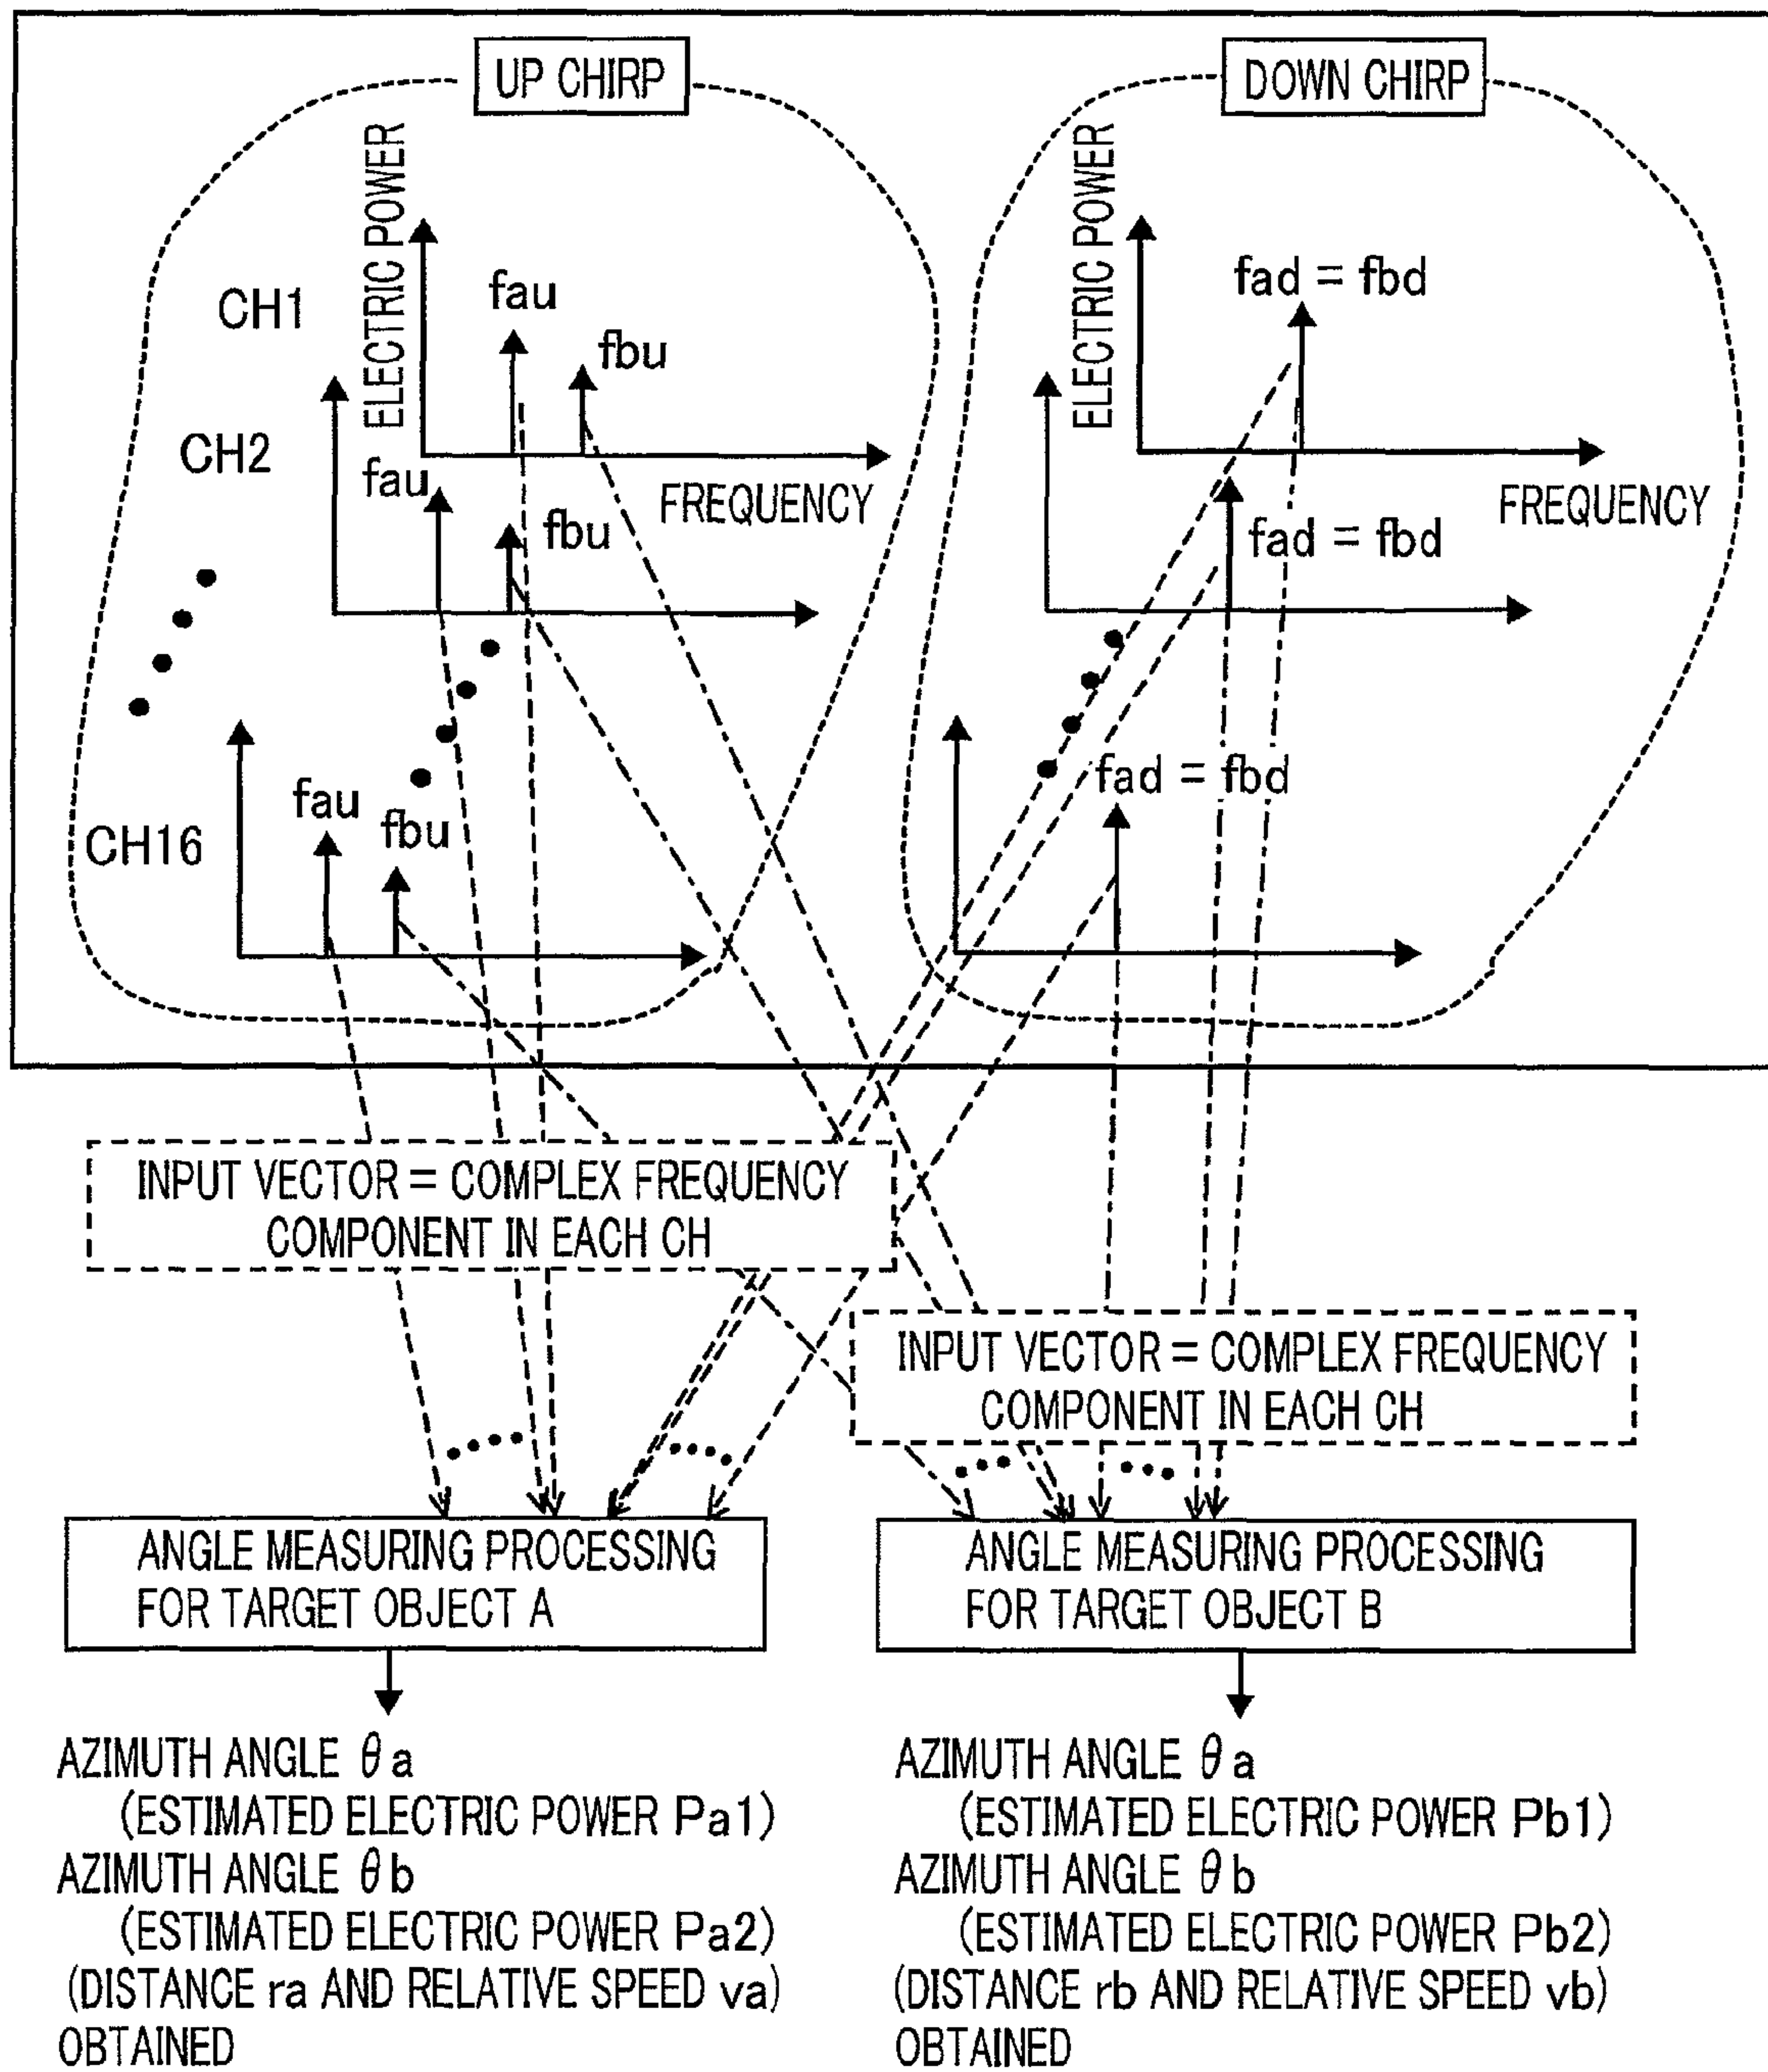 UP CHIRP
DOWN CHIRP
ELECTRIC POWER
CH1
fau
fbu
FREQUENCY
CH2
fau
fbu
CH16
fau
fbu
ELECTRIC POWER
fad = fbd
FREQUENCY
fad = fbd
fad = fbd
INPUT VECTOR = COMPLEX FREQUENCY
COMPONENT IN EACH CH
INPUT VECTOR = COMPLEX FREQUENCY
COMPONENT IN EACH CH
ANGLE MEASURING PROCESSING
FOR TARGET OBJECT A
ANGLE MEASURING PROCESSING
FOR TARGET OBJECT B
AZIMUTH ANGLE θa
(ESTIMATED ELECTRIC POWER Pa1)
AZIMUTH ANGLE θb
(ESTIMATED ELECTRIC POWER Pa2)
(DISTANCE ra AND RELATIVE SPEED va)
OBTAINED
AZIMUTH ANGLE θa
(ESTIMATED ELECTRIC POWER Pb1)
AZIMUTH ANGLE θb
(ESTIMATED ELECTRIC POWER Pb2)
(DISTANCE rb AND RELATIVE SPEED vb)
OBTAINED